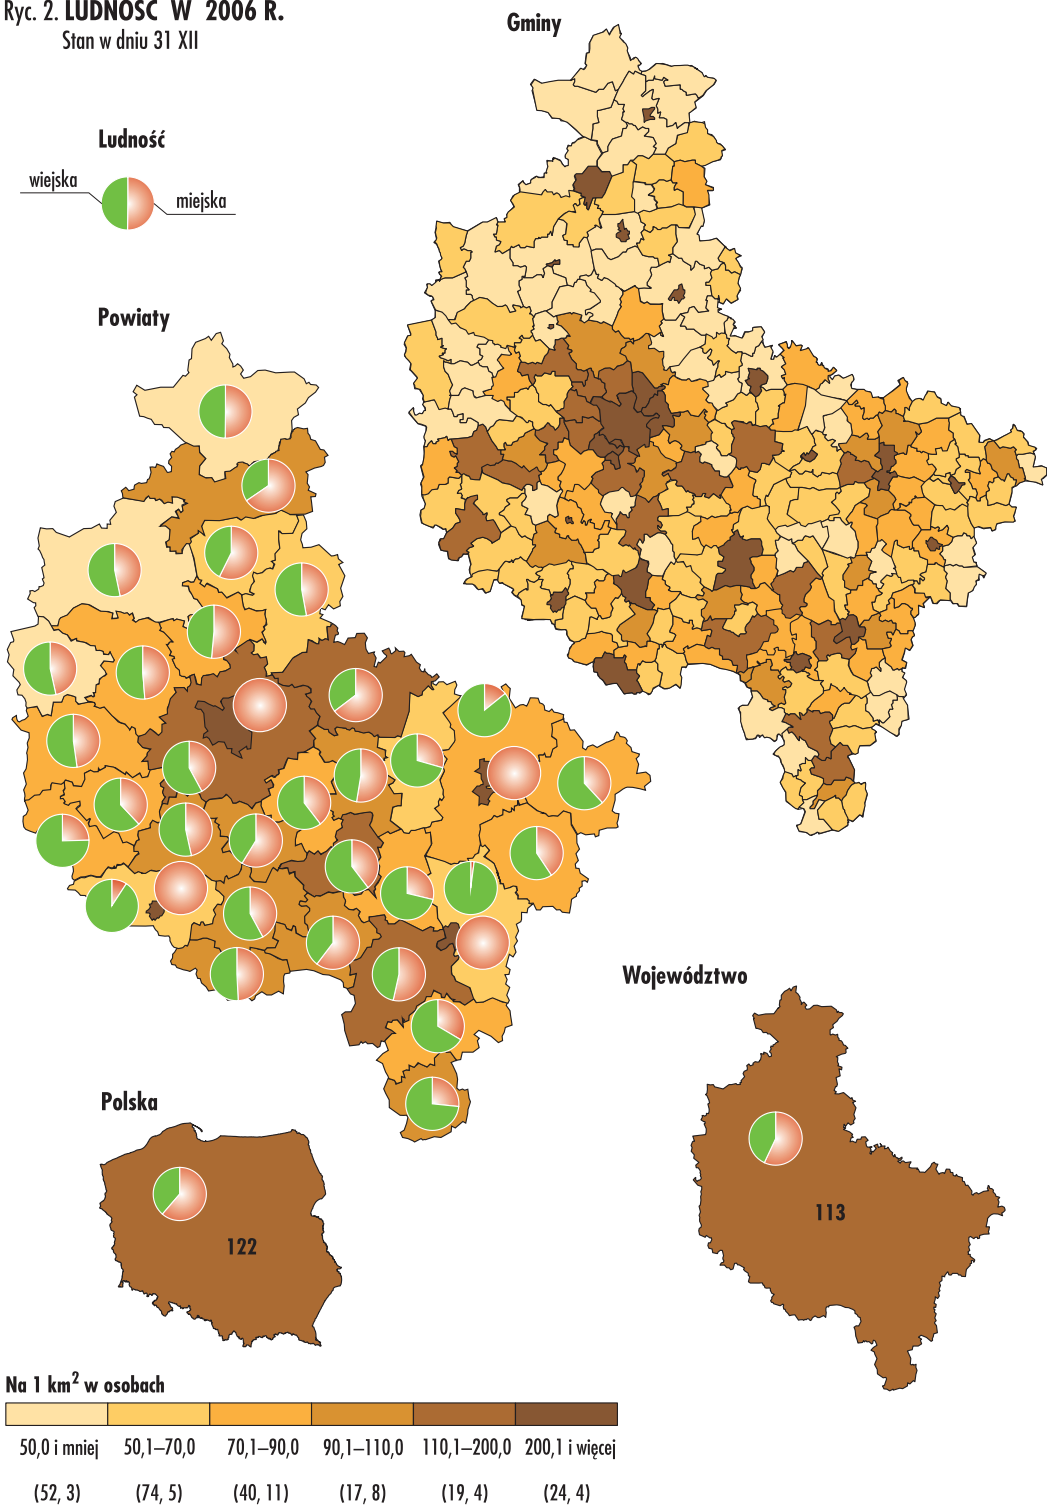 Ryc. 2. LUDNOŚĆ W 2006 R.
Stan w dniu 31 XII
Gminy
Ludność
wiejska
miejska
Powiaty
Województwo
113
Polska
122
Na 1 km² w osobach
50,0 i mniej 50,1–70,0 70,1–90,0 90,1–110,0 110,1–200,0 200,1 i więcej
(52, 3) (74, 5) (40, 11) (17, 8) (19, 4) (24, 4)